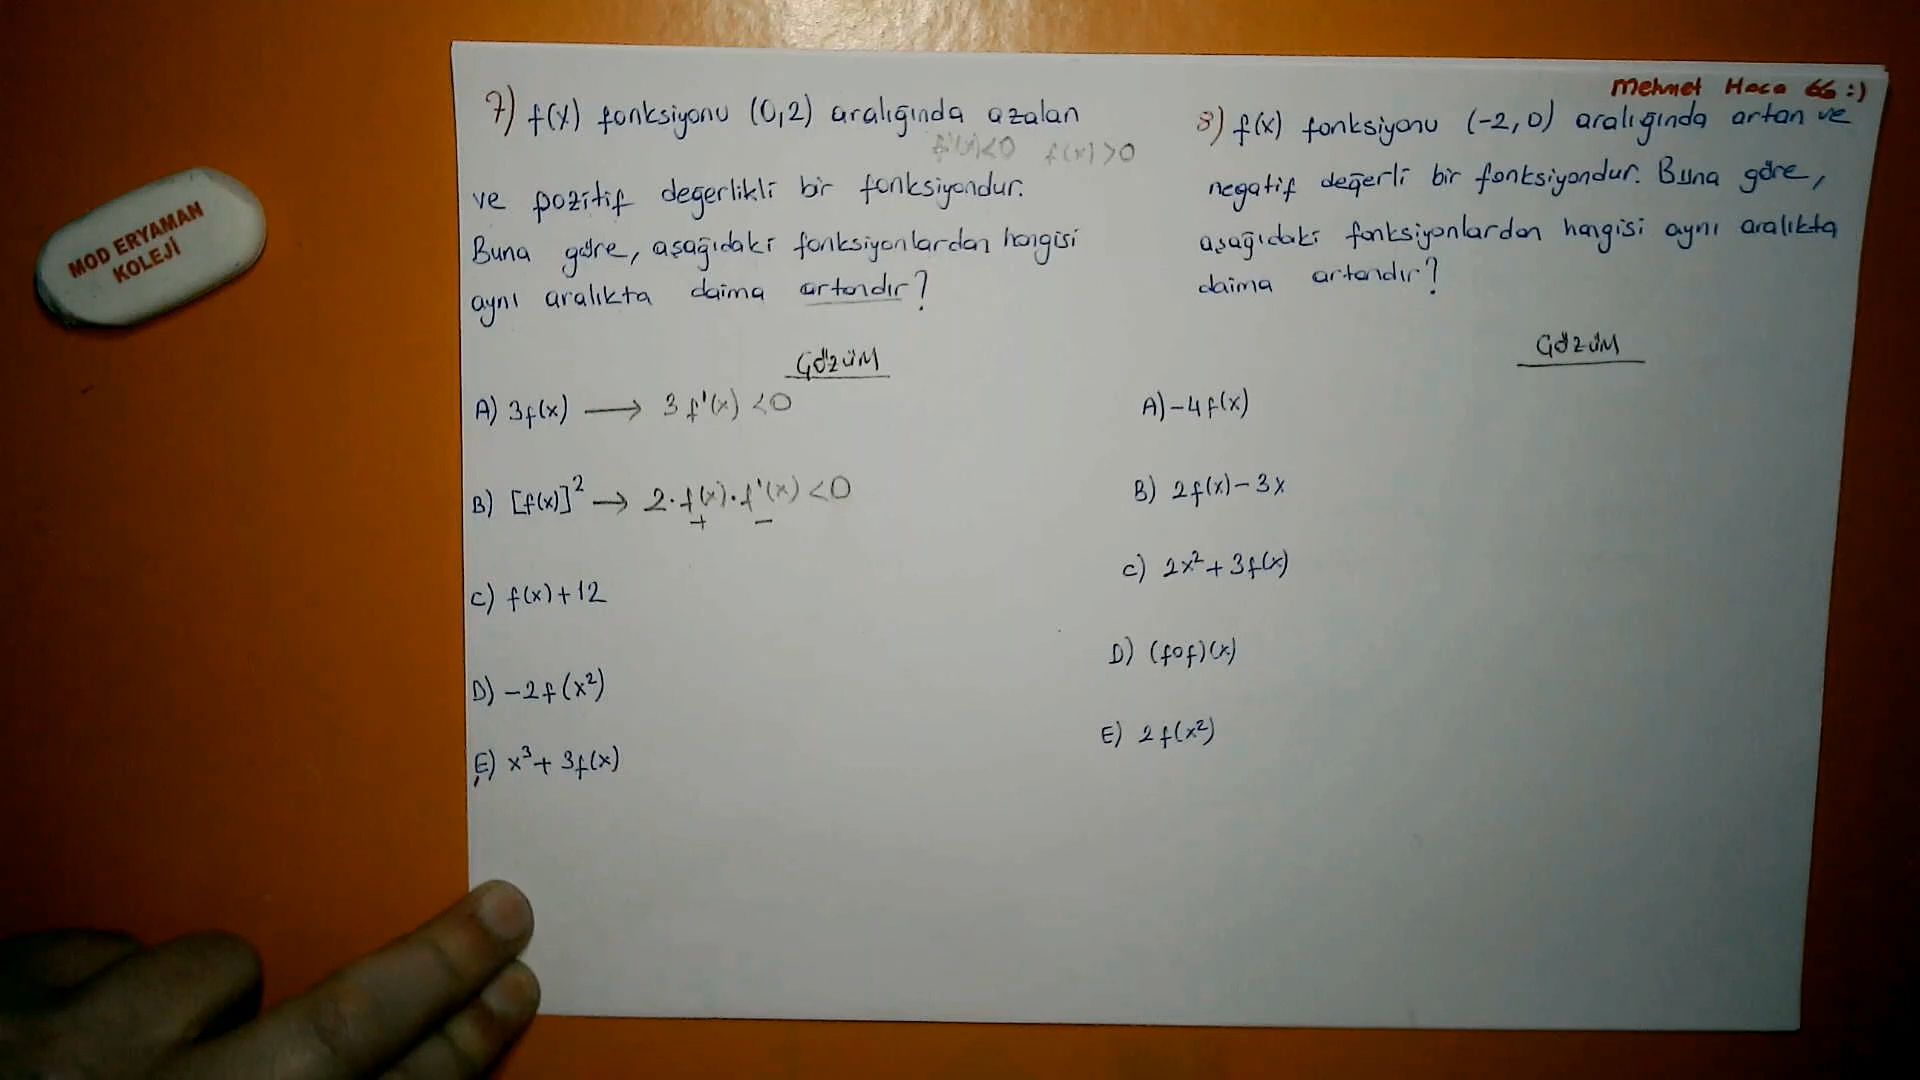 MOD ERYAMAN
KOLEJİ
7) f(x) fonksiyonu (0,2) aralığında azalan
f'(x)<0 f(x)>0
ve pozitif değerlikli bir fonksiyondur.
Buna göre, aşağıdaki fonksiyonlardan hangisi
aynı aralıkta daima artandır?
ÇÖZÜM
A) 3f(x) → 3f'(x) <0
B) [f(x)]² → 2·f(x)·f'(x) <0
+ −
C) f(x)+12
D) −2f(x²)
E) x³+ 3f(x)
Mehmet Hoca 66 :)
8) f(x) fonksiyonu (-2,0) aralığında artan ve
negatif değerli bir fonksiyondur. Buna göre,
aşağıdaki fonksiyonlardan hangisi aynı aralıkta
daima artandır?
ÇÖZÜM
A) −4f(x)
B) 2f(x)−3x
C) 2x²+3f(x)
D) (fof)(x)
E) 2f(x²)